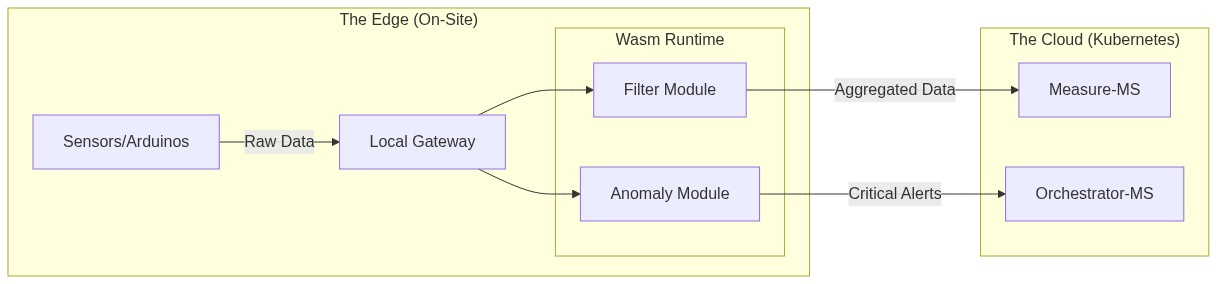 The Edge (On-Site)
Wasm Runtime
The Cloud (Kubernetes)
Sensors/Arduinos
Raw Data
Local Gateway
Filter Module
Aggregated Data
Measure-MS
Anomaly Module
Critical Alerts
Orchestrator-MS